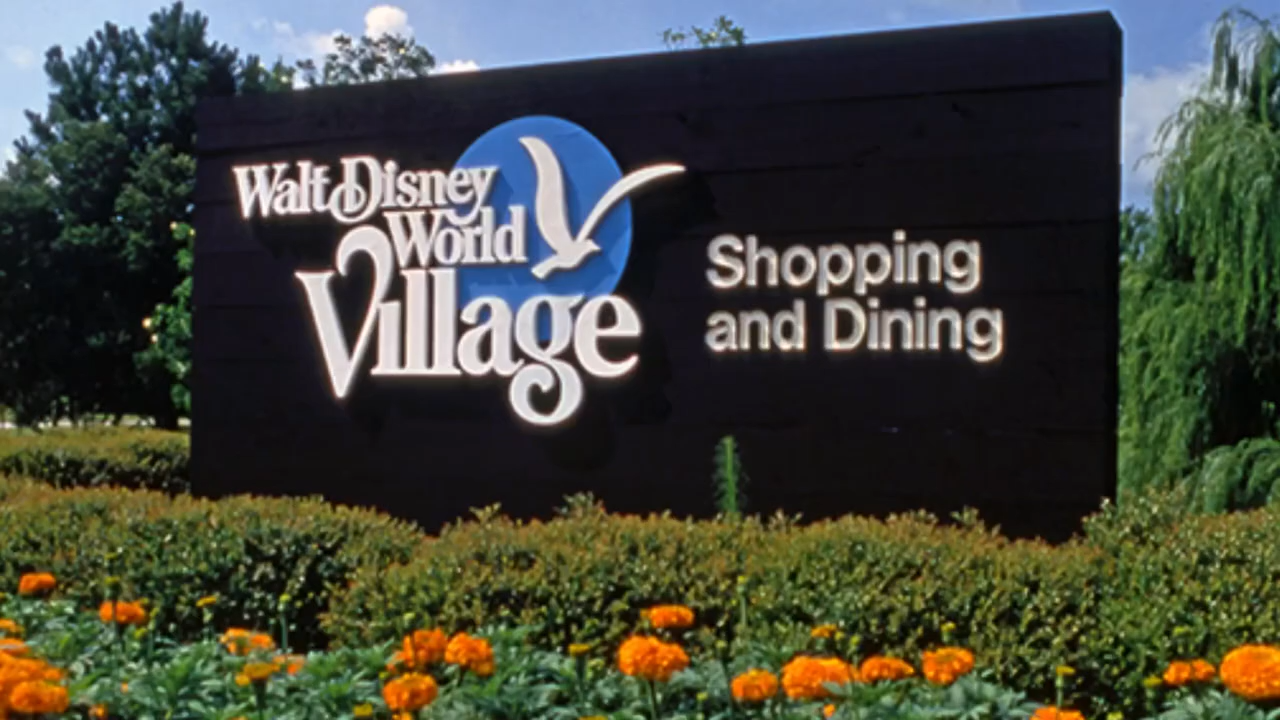 Walt Disney
World
Village
Shopping
and Dining